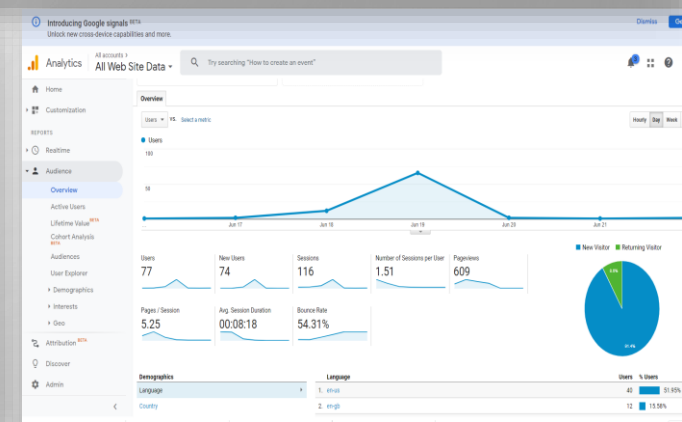 Introducing Google signals BETA
Unlock new cross-device capabilities and more.
Dismiss
Analytics
All accounts >
All Web Site Data
Try searching "How to create an event"
Home
Customization
REPORTS
Realtime
Audience
Overview
Active Users
Lifetime Value BETA
Cohort Analysis
BETA
Audiences
User Explorer
Demographics
Interests
Geo
Attribution BETA
Discover
Admin
Overview
Users VS. Select a metric
Hourly Day Week
Users
100
50
... Jun 17 Jun 18 Jun 19 Jun 20 Jun 21
New Visitor Returning Visitor
Users New Users Sessions Number of Sessions per User Pageviews
77 74 116 1.51 609
Pages / Session Avg. Session Duration Bounce Rate
5.25 00:08:18 54.31%
Demographics Language Users % Users
Language 1. en-us 40 51.95%
Country 2. en-gb 12 15.58%